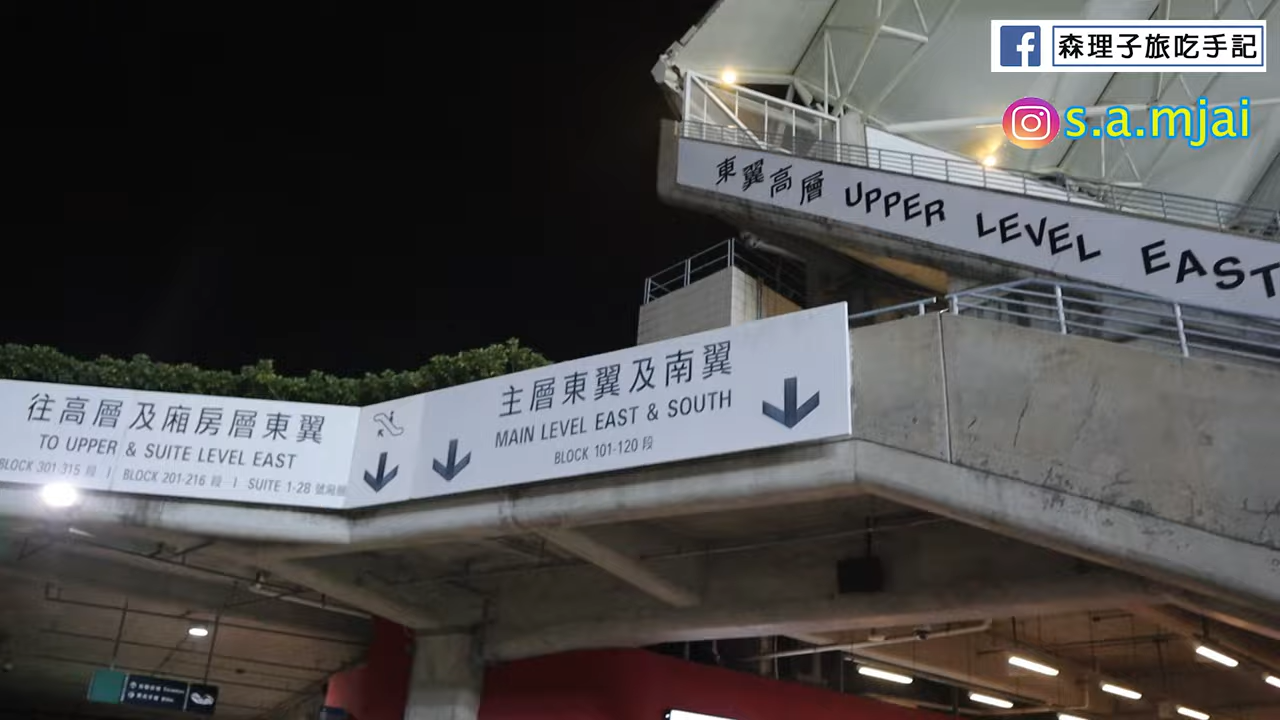 森理子旅吃手記
s.a.mjai
東翼高層 UPPER LEVEL EAST
往高層及廂房層東翼
TO UPPER & SUITE LEVEL EAST
BLOCK 301-315 段 | BLOCK 201-216 段 | SUITE 1-28 號廂房
主層東翼及南翼
MAIN LEVEL EAST & SOUTH
BLOCK 101-120 段